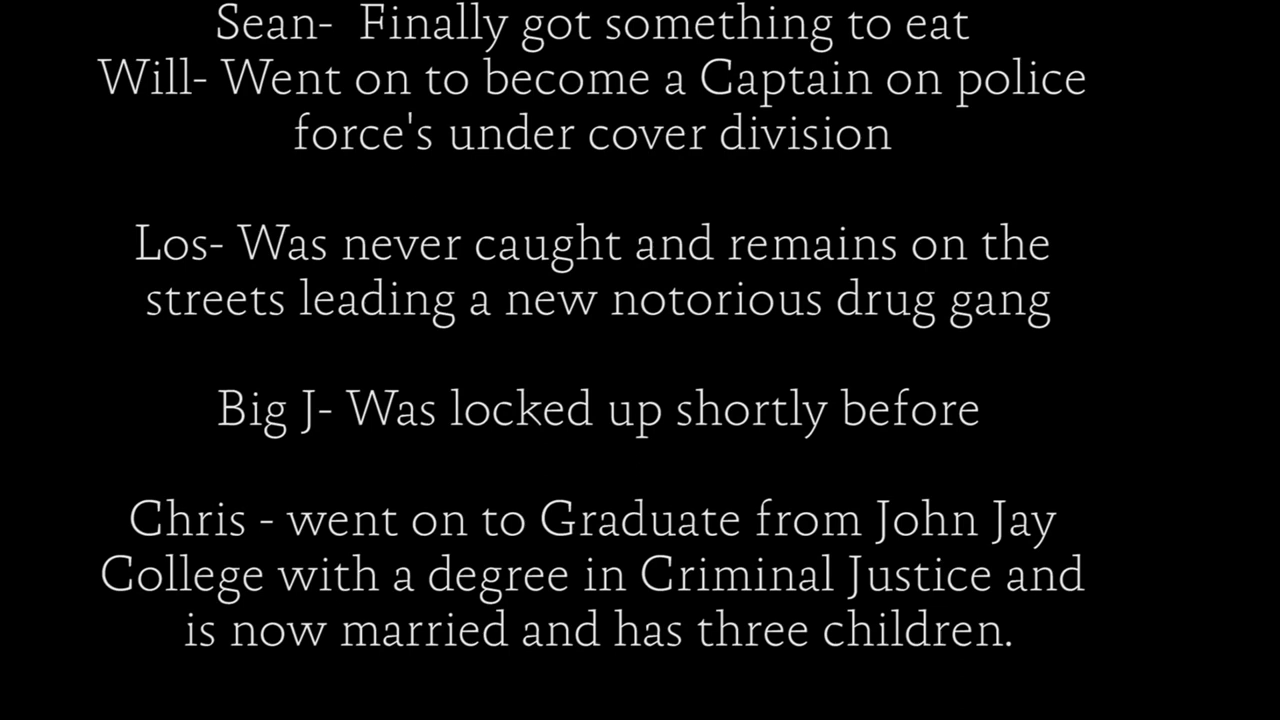 Sean-  Finally got something to eat
Will- Went on to become a Captain on police
force's under cover division
Los- Was never caught and remains on the
streets leading a new notorious drug gang
Big J- Was locked up shortly before
Chris - went on to Graduate from John Jay
College with a degree in Criminal Justice and
is now married and has three children.